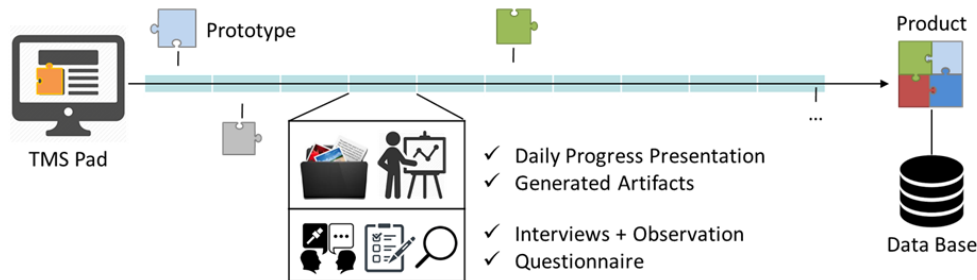 Prototype
Product
TMS Pad
...
✓ Daily Progress Presentation
✓ Generated Artifacts
✓ Interviews + Observation
✓ Questionnaire
Data Base